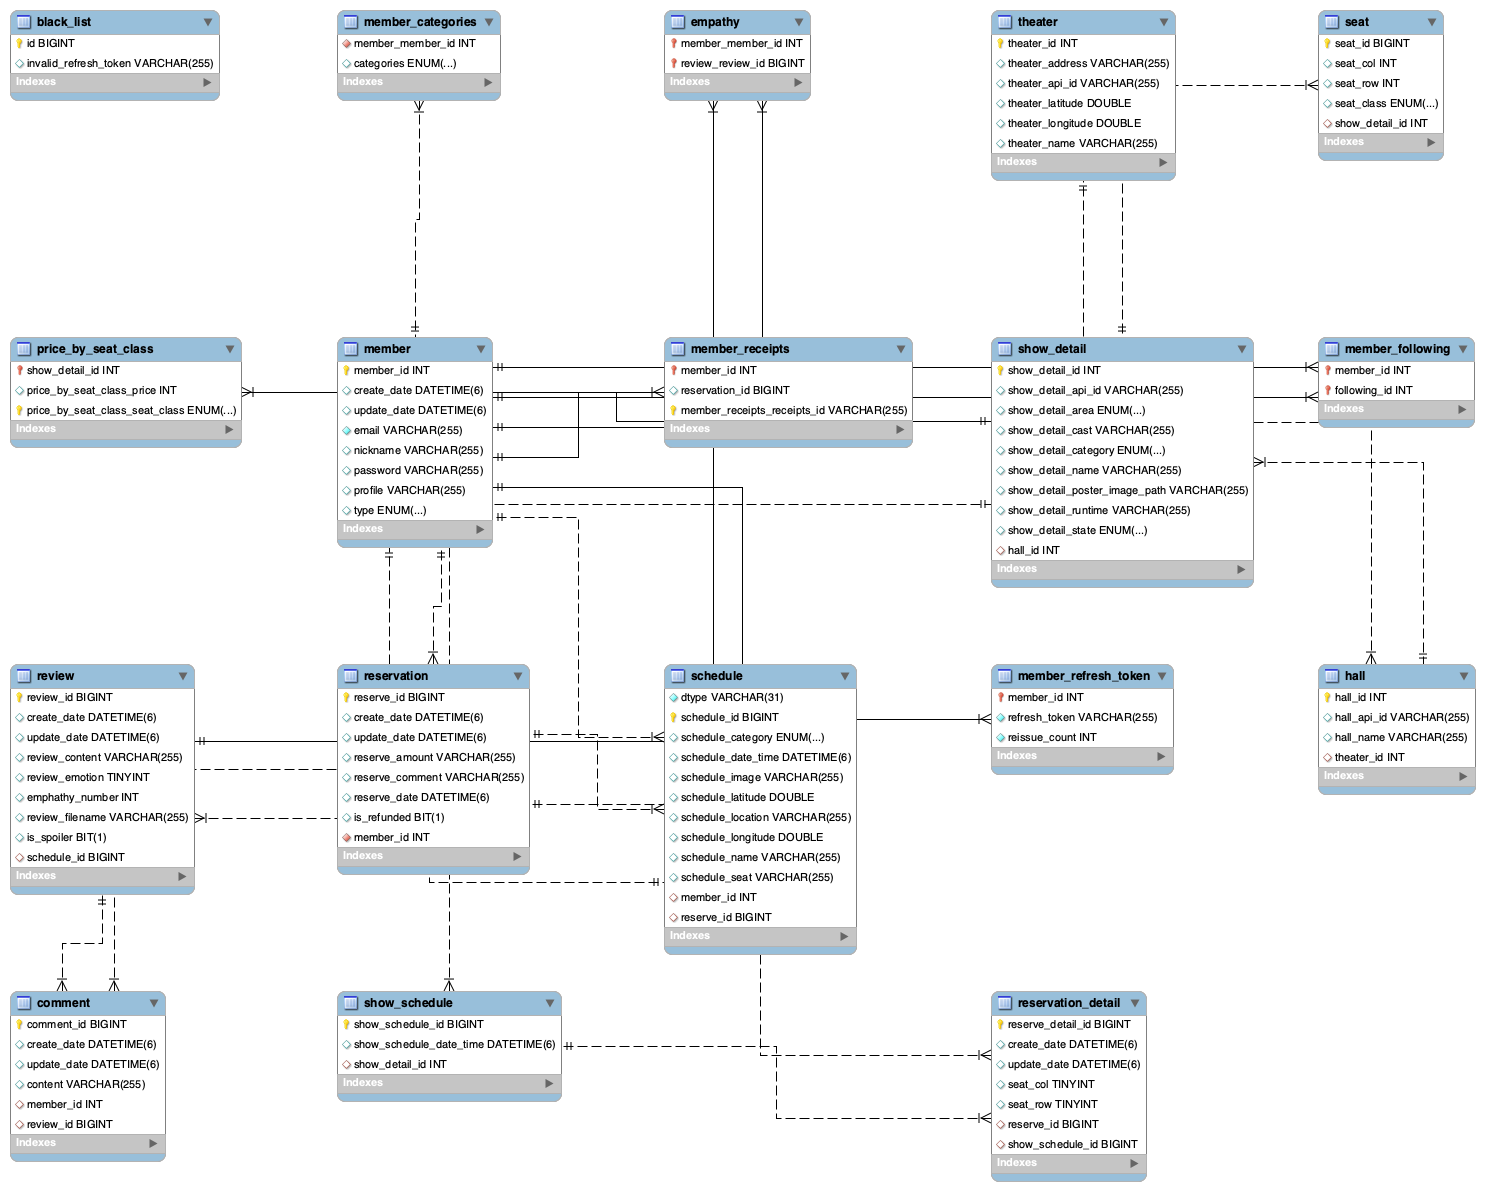 black_list
id BIGINT
invalid_refresh_token VARCHAR(255)
Indexes
member_categories
member_member_id INT
categories ENUM(...)
Indexes
empathy
member_member_id INT
review_review_id BIGINT
Indexes
theater
theater_id INT
theater_address VARCHAR(255)
theater_api_id VARCHAR(255)
theater_latitude DOUBLE
theater_longitude DOUBLE
theater_name VARCHAR(255)
Indexes
seat
seat_id BIGINT
seat_col INT
seat_row INT
seat_class ENUM(...)
show_detail_id INT
Indexes
price_by_seat_class
show_detail_id INT
price_by_seat_class_price INT
price_by_seat_class_seat_class ENUM(...)
Indexes
member
member_id INT
create_date DATETIME(6)
update_date DATETIME(6)
email VARCHAR(255)
nickname VARCHAR(255)
password VARCHAR(255)
profile VARCHAR(255)
type ENUM(...)
Indexes
member_receipts
member_id INT
reservation_id BIGINT
member_receipts_receipts_id VARCHAR(255)
Indexes
show_detail
show_detail_id INT
show_detail_api_id VARCHAR(255)
show_detail_area ENUM(...)
show_detail_cast VARCHAR(255)
show_detail_category ENUM(...)
show_detail_name VARCHAR(255)
show_detail_poster_image_path VARCHAR(255)
show_detail_runtime VARCHAR(255)
show_detail_state ENUM(...)
hall_id INT
Indexes
member_following
member_id INT
following_id INT
Indexes
review
review_id BIGINT
create_date DATETIME(6)
update_date DATETIME(6)
review_content VARCHAR(255)
review_emotion TINYINT
emphathy_number INT
review_filename VARCHAR(255)
is_spoiler BIT(1)
schedule_id BIGINT
Indexes
reservation
reserve_id BIGINT
create_date DATETIME(6)
update_date DATETIME(6)
reserve_amount VARCHAR(255)
reserve_comment VARCHAR(255)
reserve_date DATETIME(6)
is_refunded BIT(1)
member_id INT
Indexes
schedule
dtype VARCHAR(31)
schedule_id BIGINT
schedule_category ENUM(...)
schedule_date_time DATETIME(6)
schedule_image VARCHAR(255)
schedule_latitude DOUBLE
schedule_location VARCHAR(255)
schedule_longitude DOUBLE
schedule_name VARCHAR(255)
schedule_seat VARCHAR(255)
member_id INT
reserve_id BIGINT
Indexes
member_refresh_token
member_id INT
refresh_token VARCHAR(255)
reissue_count INT
Indexes
hall
hall_id INT
hall_api_id VARCHAR(255)
hall_name VARCHAR(255)
theater_id INT
Indexes
comment
comment_id BIGINT
create_date DATETIME(6)
update_date DATETIME(6)
content VARCHAR(255)
member_id INT
review_id BIGINT
Indexes
show_schedule
show_schedule_id BIGINT
show_schedule_date_time DATETIME(6)
show_detail_id INT
Indexes
reservation_detail
reserve_detail_id BIGINT
create_date DATETIME(6)
update_date DATETIME(6)
seat_col TINYINT
seat_row TINYINT
reserve_id BIGINT
show_schedule_id BIGINT
Indexes